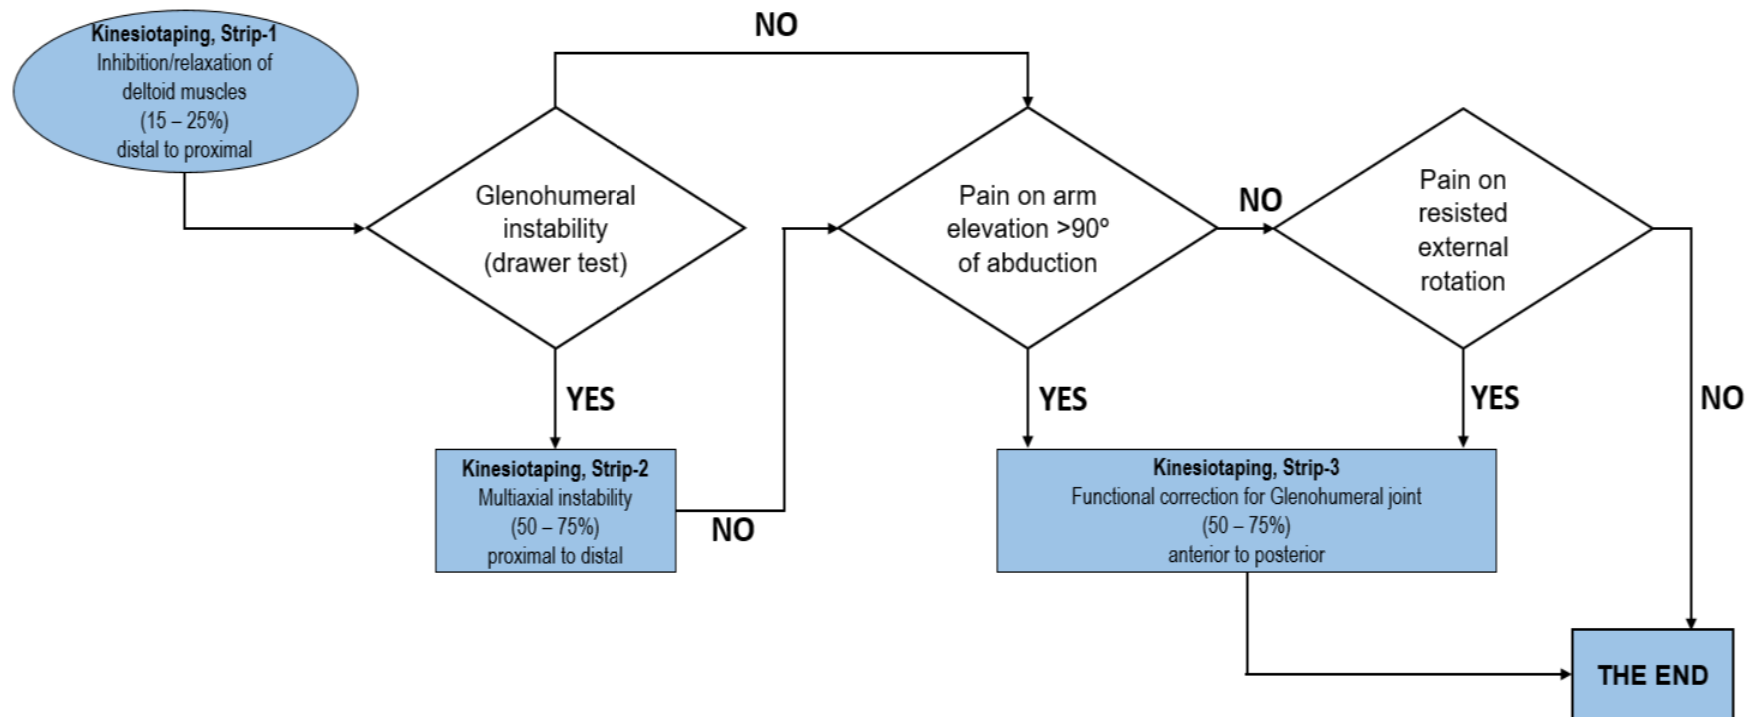 Kinesiotaping, Strip-1
Inhibition/relaxation of
deltoid muscles
(15 – 25%)
distal to proximal
NO
Glenohumeral
instability
(drawer test)
YES
Kinesiotaping, Strip-2
Multiaxial instability
(50 – 75%)
proximal to distal
NO
Pain on arm
elevation >90º
of abduction
NO
YES
Pain on
resisted
external
rotation
YES
NO
Kinesiotaping, Strip-3
Functional correction for Glenohumeral joint
(50 – 75%)
anterior to posterior
THE END